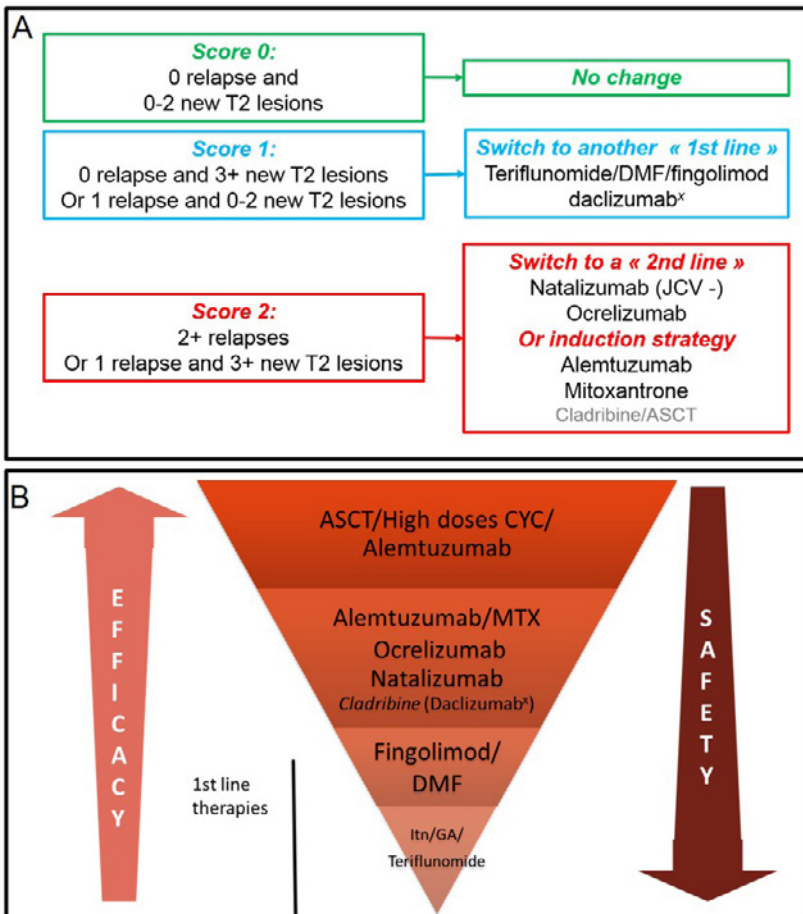 A
Score 0:
0 relapse and
0-2 new T2 lesions
No change
Score 1:
0 relapse and 3+ new T2 lesions
Or 1 relapse and 0-2 new T2 lesions
Switch to another « 1st line »
Teriflunomide/DMF/fingolimod
daclizumabˣ
Score 2:
2+ relapses
Or 1 relapse and 3+ new T2 lesions
Switch to a « 2nd line »
Natalizumab (JCV -)
Ocrelizumab
Or induction strategy
Alemtuzumab
Mitoxantrone
Cladribine/ASCT
B
EFFICACY
ASCT/High doses CYC/
Alemtuzumab
Alemtuzumab/MTX
Ocrelizumab
Natalizumab
Cladribine (Daclizumabˣ)
Fingolimod/
DMF
1st line
therapies
Itn/GA/
Teriflunomide
SAFETY